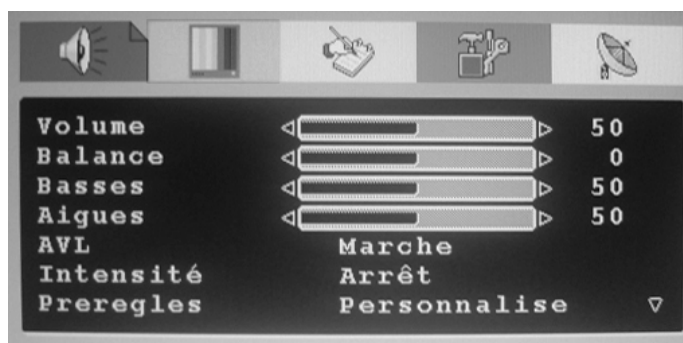 Volume 50
Balance 0
Basses 50
Aigues 50
AVL Marche
Intensité Arrêt
Preregles Personnalise